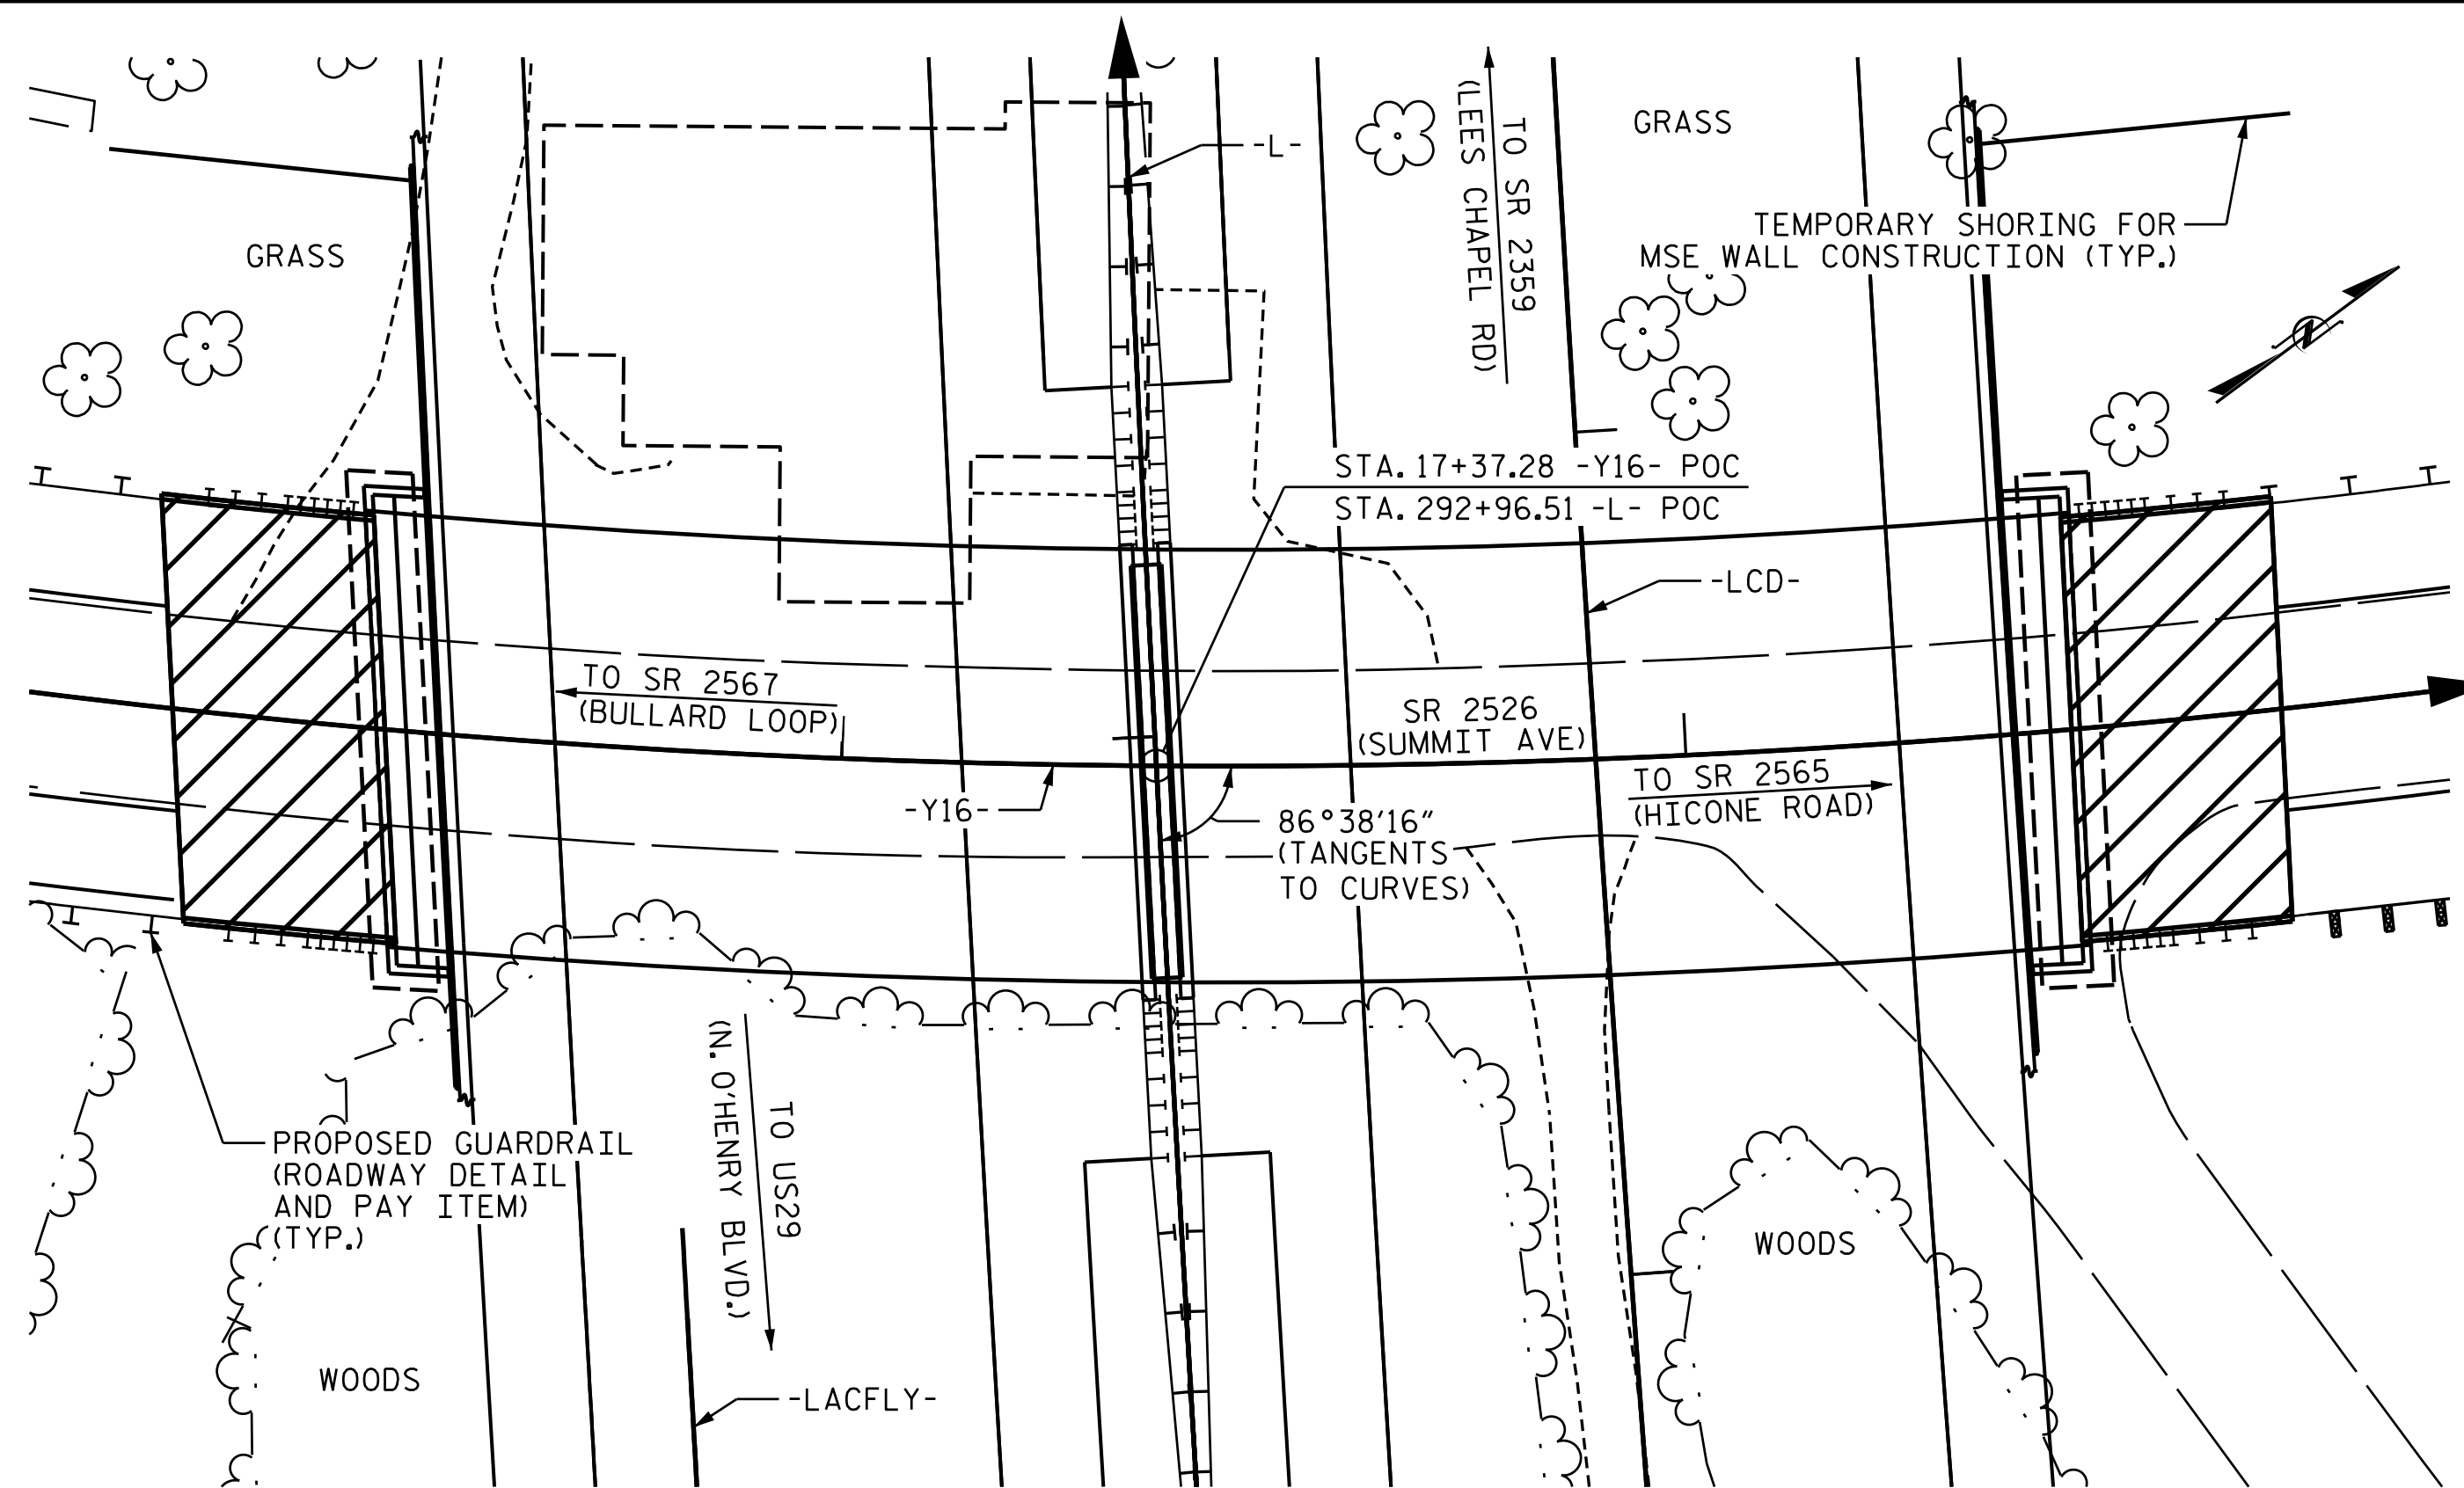 -L-
TO SR 2359
(LEES CHAPEL RD)
GRASS
TEMPORARY SHORING FOR
MSE WALL CONSTRUCTION (TYP.)
GRASS
STA. 17+37.28 -Y16- POC
STA. 292+96.51 -L- POC
-LCD-
TO SR 2567
(BULLARD LOOP)
SR 2526
(SUMMIT AVE)
TO SR 2565
(HICONE ROAD)
-Y16-
86°38'16"
(TANGENTS
TO CURVES)
TO US29
(N. O'HENRY BLVD.)
PROPOSED GUARDRAIL
(ROADWAY DETAIL
AND PAY ITEM)
(TYP.)
WOODS
WOODS
-LACFLY-